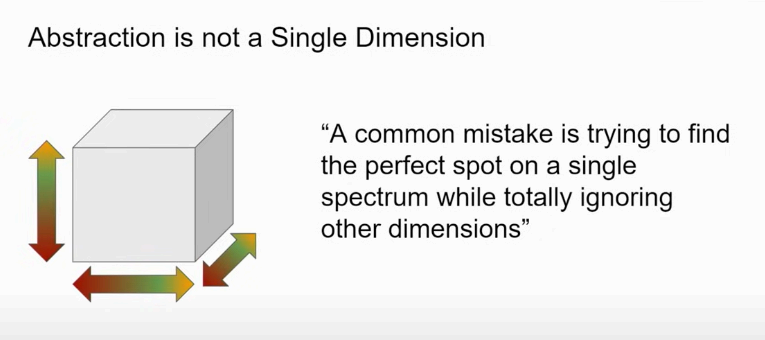 Abstraction is not a Single Dimension
“A common mistake is trying to find
the perfect spot on a single
spectrum while totally ignoring
other dimensions”